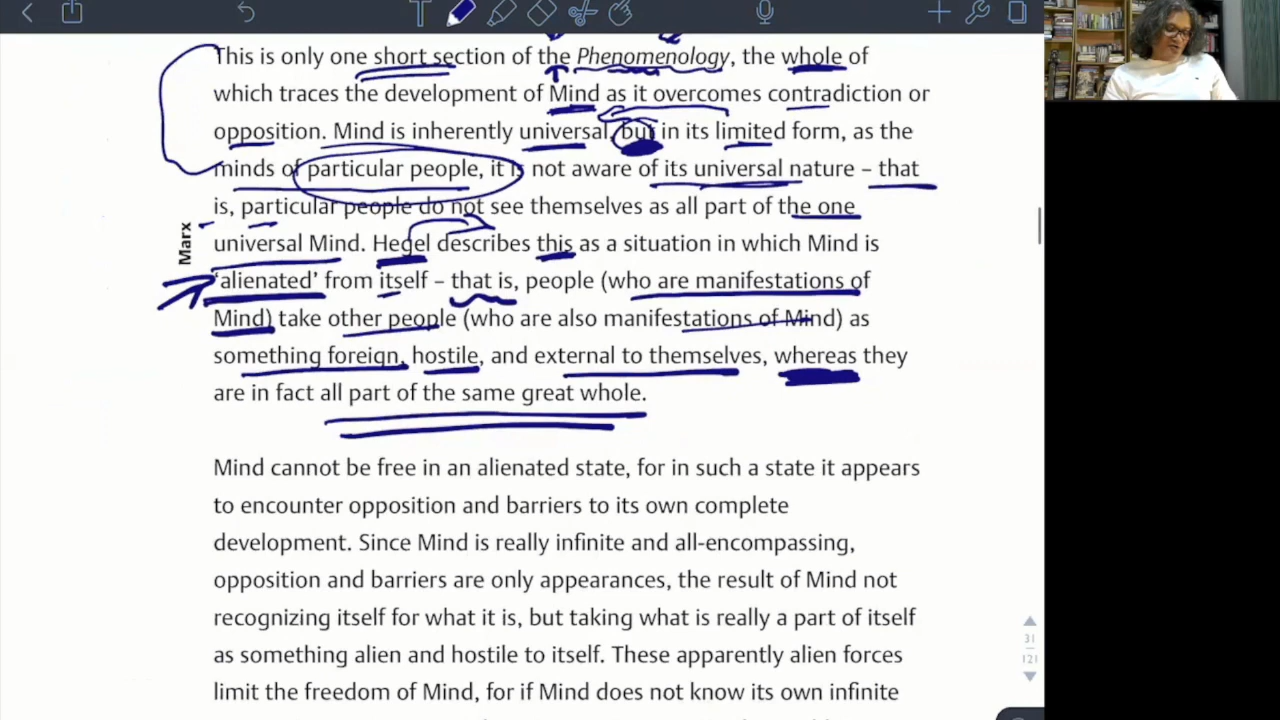 This is only one short section of the Phenomenology, the whole of
which traces the development of Mind as it overcomes contradiction or
opposition. Mind is inherently universal, but in its limited form, as the
minds of particular people, it is not aware of its universal nature – that
is, particular people do not see themselves as all part of the one
universal Mind. Hegel describes this as a situation in which Mind is
‘alienated’ from itself – that is, people (who are manifestations of
Mind) take other people (who are also manifestations of Mind) as
something foreign, hostile, and external to themselves, whereas they
are in fact all part of the same great whole.
Marx
Mind cannot be free in an alienated state, for in such a state it appears
to encounter opposition and barriers to its own complete
development. Since Mind is really infinite and all-encompassing,
opposition and barriers are only appearances, the result of Mind not
recognizing itself for what it is, but taking what is really a part of itself
as something alien and hostile to itself. These apparently alien forces
limit the freedom of Mind, for if Mind does not know its own infinite
31
121